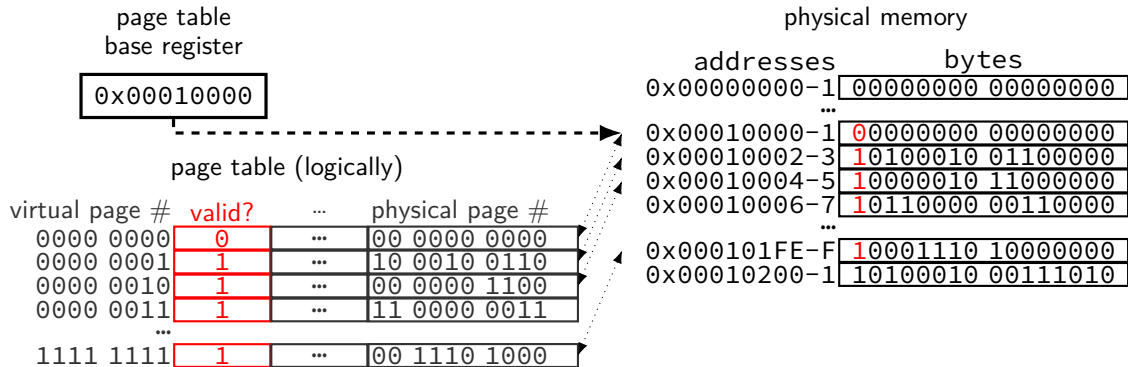 page table
base register
0x00010000
page table (logically)
virtual page # valid? ... physical page #
0000 0000 0 ... 00 0000 0000
0000 0001 1 ... 10 0010 0110
0000 0010 1 ... 00 0000 1100
0000 0011 1 ... 11 0000 0011
...
1111 1111 1 ... 00 1110 1000
physical memory
addresses bytes
0x00000000-1 00000000 00000000
...
0x00010000-1 00000000 00000000
0x00010002-3 10100010 01100000
0x00010004-5 10000010 11000000
0x00010006-7 10110000 00110000
...
0x000101FE-F 10001110 10000000
0x00010200-1 10100010 00111010